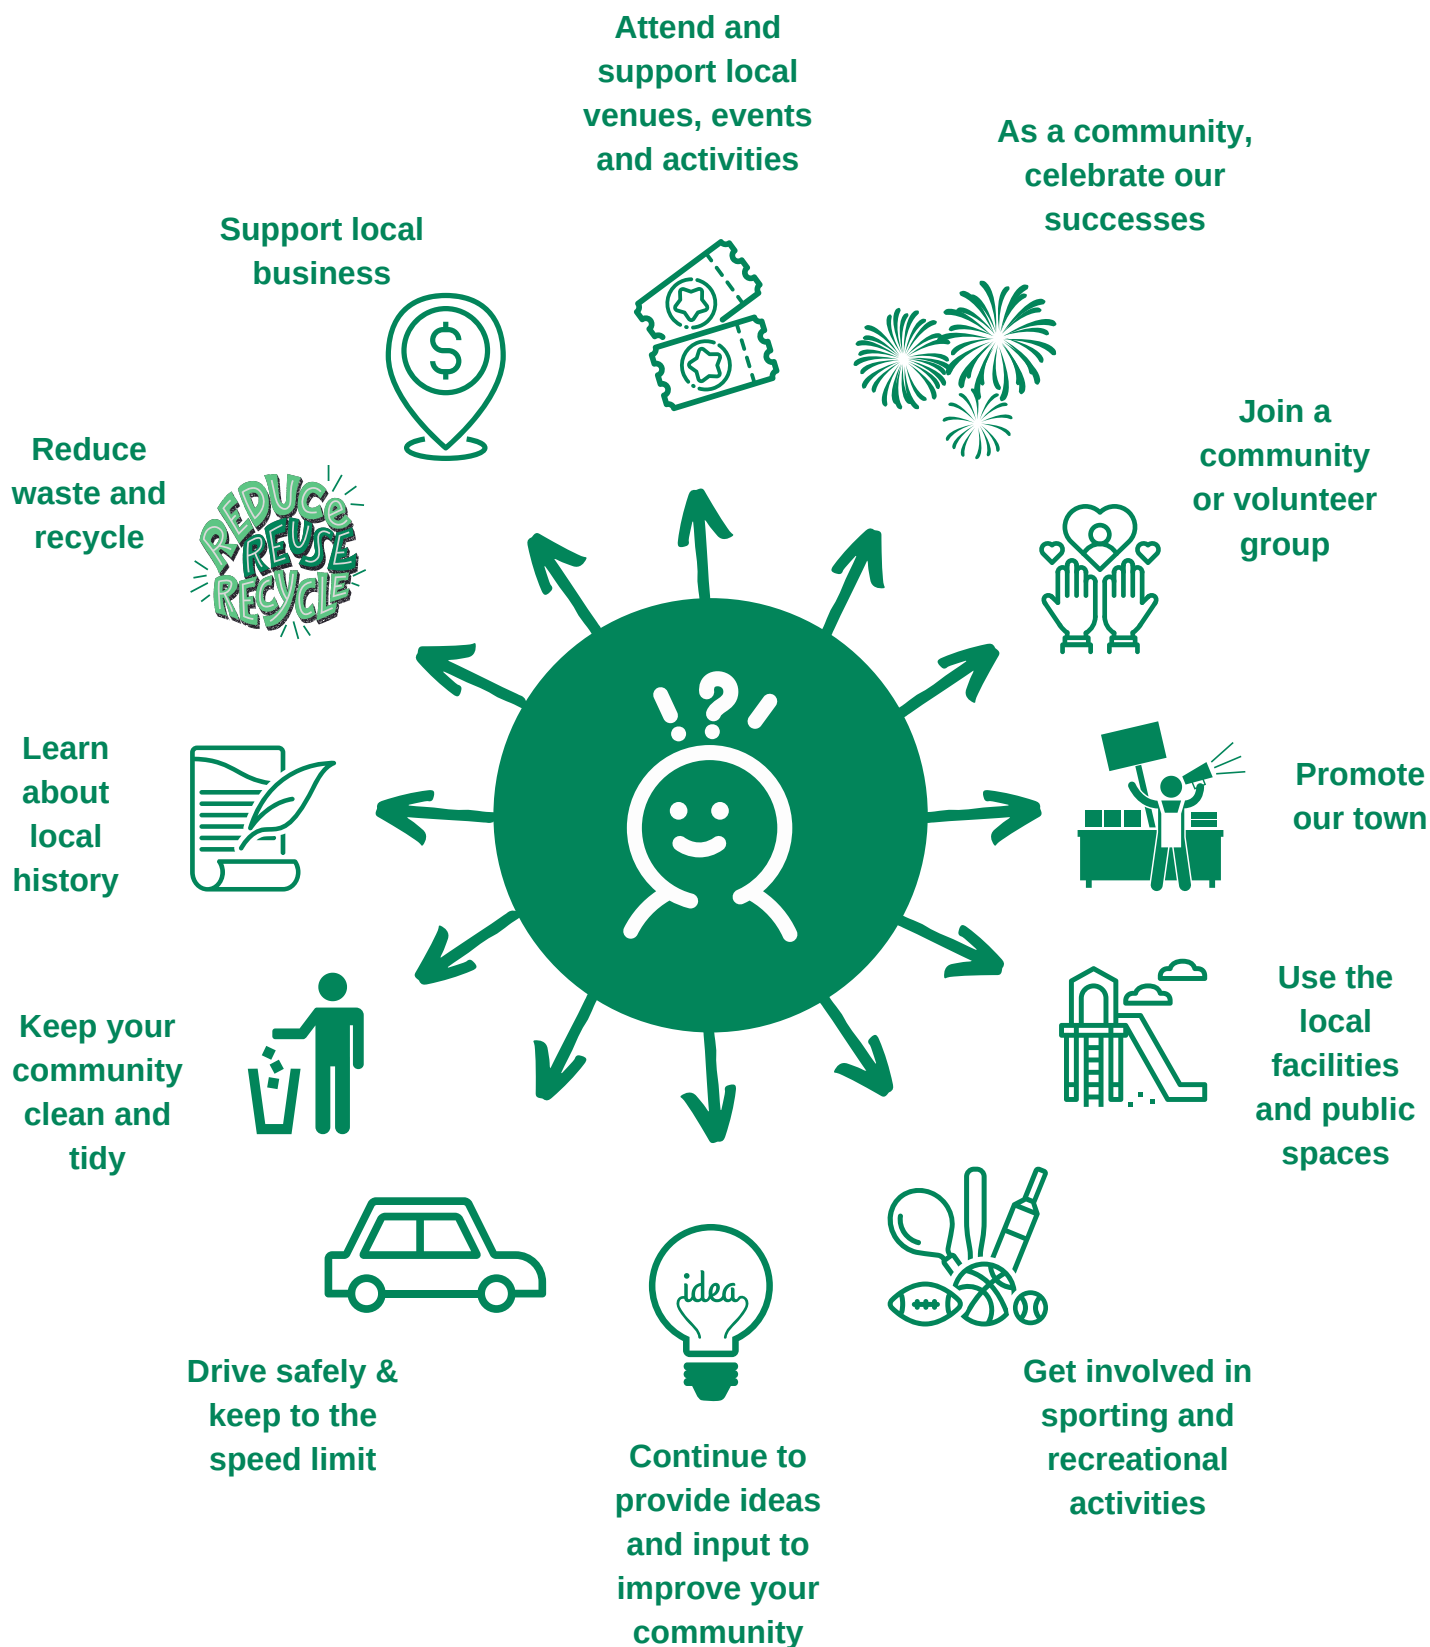 Attend and
support local
venues, events
and activities
As a community,
celebrate our
successes
Support local
business
$
Join a
community
or volunteer
group
Reduce
waste and
recycle
REDUCe
REUSE
RECYCLE
?
Learn
about
local
history
Promote
our town
Use the
local
facilities
and public
spaces
Keep your
community
clean and
tidy
idea
Drive safely &
keep to the
speed limit
Get involved in
sporting and
recreational
activities
Continue to
provide ideas
and input to
improve your
community